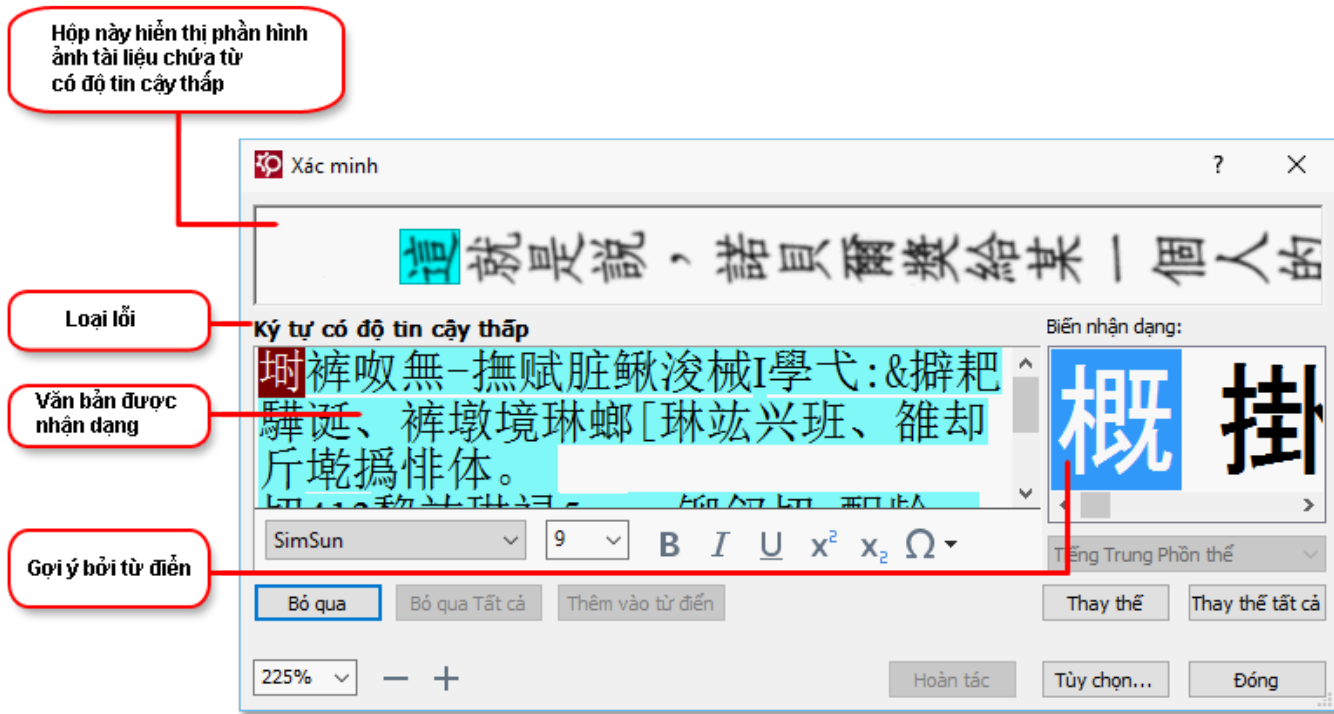 Hộp này hiển thị phần hình
ảnh tài liệu chứa từ
có độ tin cậy thấp
Xác minh
這就是說，諾貝爾獎給某一個人的
Loại lỗi
Ký tự có độ tin cậy thấp
Biến nhận dạng:
埘裤呶無-撫赋脏鳅浚械I學弋:&擗耙
驊诞、裤墩境琳螂[琳竑兴班、雒却
斤墘撝悱体。
概 掛
Văn bản được
nhận dạng
SimSun 9 B I U x² x₂ Ω
Tiếng Trung Phồn thể
Gợi ý bởi từ điển
Bỏ qua Bỏ qua Tất cả Thêm vào từ điển Thay thế Thay thế tất cả
225% Hoàn tác Tùy chọn... Đóng